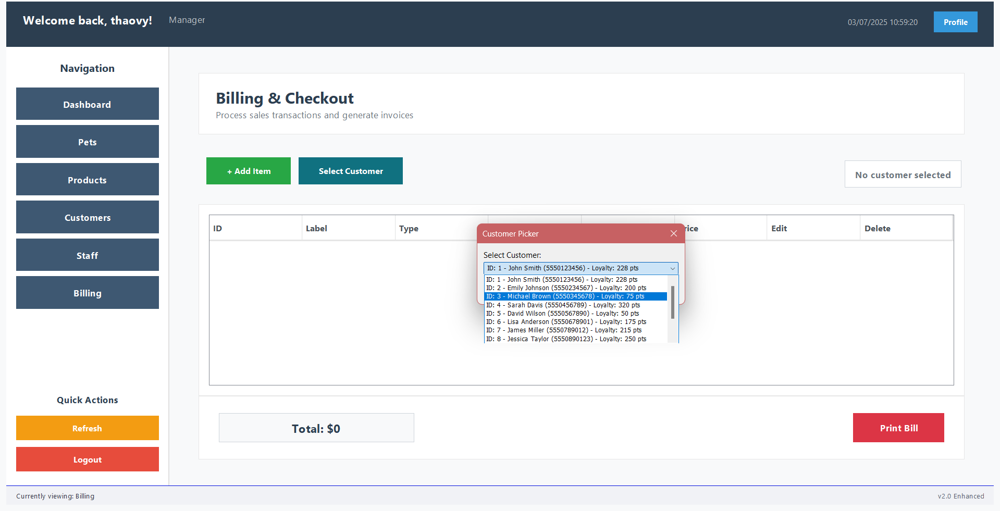 Welcome back, thaovy!
Manager
03/07/2025 10:59:20
Profile
Navigation
Dashboard
Pets
Products
Customers
Staff
Billing
Quick Actions
Refresh
Logout
Billing & Checkout
Process sales transactions and generate invoices
+ Add Item
Select Customer
No customer selected
ID
Label
Type
Edit
Delete
Customer Picker
Select Customer:
ID: 1 - John Smith (5550123456) - Loyalty: 228 pts
ID: 1 - John Smith (5550123456) - Loyalty: 228 pts
ID: 2 - Emily Johnson (5550234567) - Loyalty: 200 pts
ID: 3 - Michael Brown (5550345678) - Loyalty: 75 pts
ID: 4 - Sarah Davis (5550456789) - Loyalty: 320 pts
ID: 5 - David Wilson (5550567890) - Loyalty: 50 pts
ID: 6 - Lisa Anderson (5550678901) - Loyalty: 175 pts
ID: 7 - James Miller (5550789012) - Loyalty: 215 pts
ID: 8 - Jessica Taylor (5550890123) - Loyalty: 250 pts
Total: $0
Print Bill
Currently viewing: Billing
v2.0 Enhanced